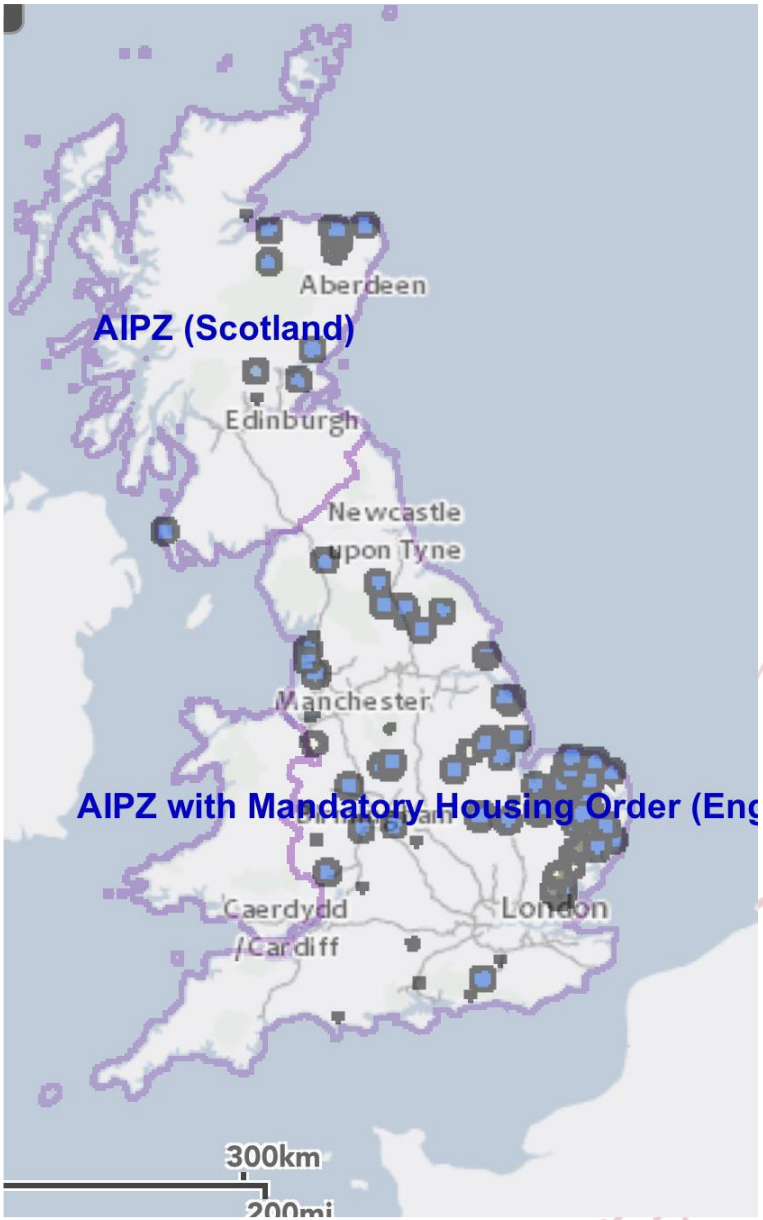 Aberdeen
AIPZ (Scotland)
Edinburgh
Newcastle
upon Tyne
Manchester
AIPZ with Mandatory Housing Order (Eng
Birmingham
Caerdydd
/Cardiff
London
300km
200mi